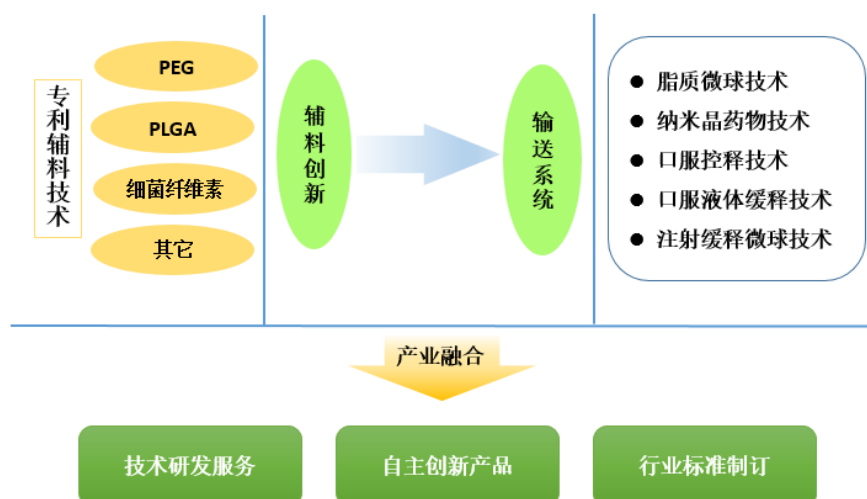 专利辅料技术
PEG
PLGA
细菌纤维素
其它
辅料创新
输送系统
● 脂质微球技术
● 纳米晶药物技术
● 口服控释技术
● 口服液体缓释技术
● 注射缓释微球技术
产业融合
技术研发服务
自主创新产品
行业标准制订